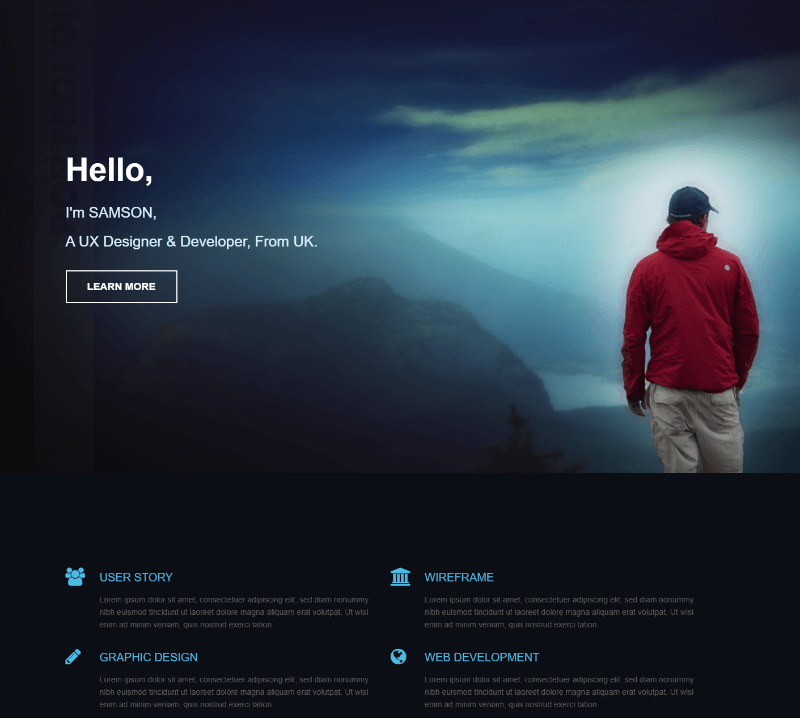 Hello,
I'm SAMSON,
A UX Designer & Developer, From UK.
LEARN MORE
USER STORY
Lorem ipsum dolor sit amet, consectetuer adipiscing elit, sed diam nonummy
nibh euismod tincidunt ut laoreet dolore magna aliquam erat volutpat. Ut wisi
enim ad minim veniam, quis nostrud exerci tation
WIREFRAME
Lorem ipsum dolor sit amet, consectetuer adipiscing elit, sed diam nonummy
nibh euismod tincidunt ut laoreet dolore magna aliquam erat volutpat. Ut wisi
enim ad minim veniam, quis nostrud exerci tation
GRAPHIC DESIGN
Lorem ipsum dolor sit amet, consectetuer adipiscing elit, sed diam nonummy
nibh euismod tincidunt ut laoreet dolore magna aliquam erat volutpat. Ut wisi
enim ad minim veniam, quis nostrud exerci tation
WEB DEVELOPMENT
Lorem ipsum dolor sit amet, consectetuer adipiscing elit, sed diam nonummy
nibh euismod tincidunt ut laoreet dolore magna aliquam erat volutpat. Ut wisi
enim ad minim veniam, quis nostrud exerci tation